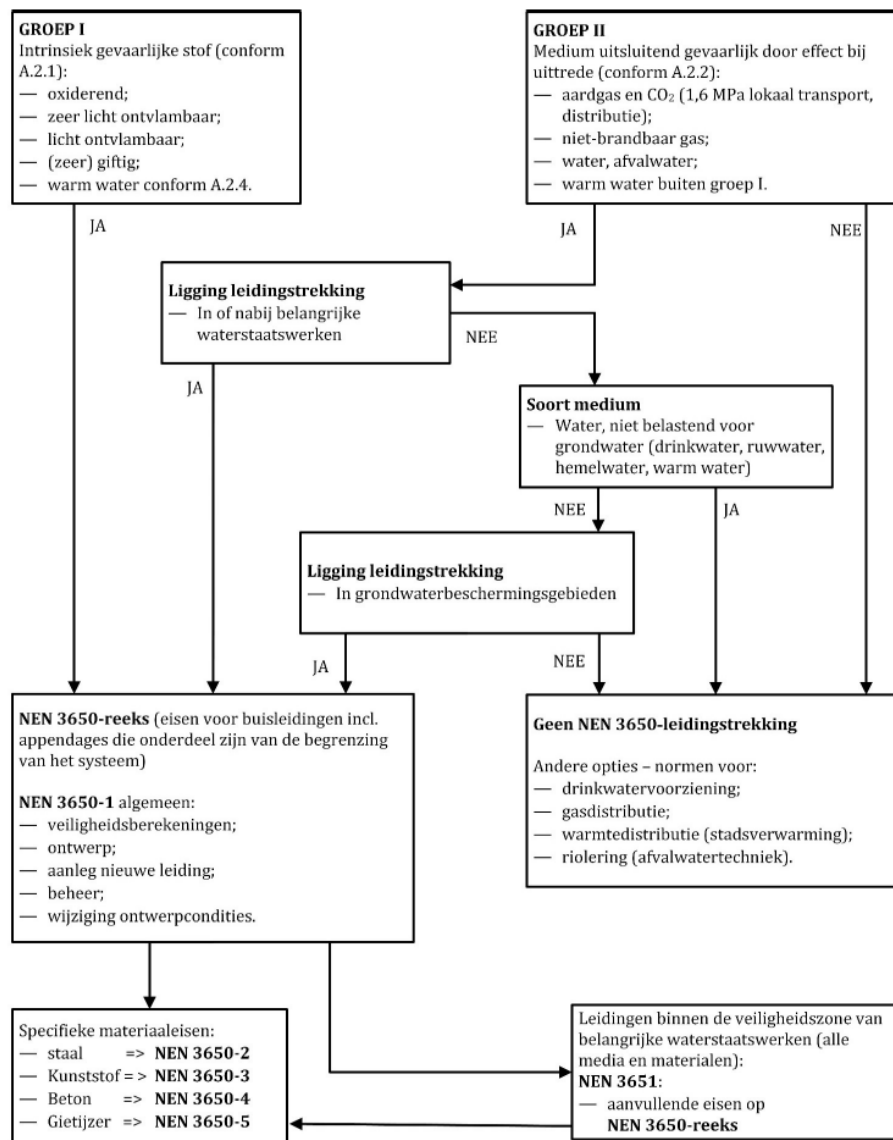 GROEP I
Intrinsiek gevaarlijke stof (conform
A.2.1):
— oxiderend;
— zeer licht ontvlambaar;
— licht ontvlambaar;
— (zeer) giftig;
— warm water conform A.2.4.
GROEP II
Medium uitsluitend gevaarlijk door effect bij
uittrede (conform A.2.2):
— aardgas en CO₂ (1,6 MPa lokaal transport,
distributie);
— niet-brandbaar gas;
— water, afvalwater;
— warm water buiten groep I.
JA
JA
NEE
Ligging leidingstrekking
— In of nabij belangrijke
waterstaatswerken
NEE
JA
Soort medium
— Water, niet belastend voor
grondwater (drinkwater, ruwwater,
hemelwater, warm water)
NEE
JA
Ligging leidingstrekking
— In grondwaterbeschermingsgebieden
JA
NEE
NEN 3650-reeks (eisen voor buisleidingen incl.
appendages die onderdeel zijn van de begrenzing
van het systeem)
NEN 3650-1 algemeen:
— veiligheidsberekeningen;
— ontwerp;
— aanleg nieuwe leiding;
— beheer;
— wijziging ontwerpcondities.
Geen NEN 3650-leidingstrekking
Andere opties – normen voor:
— drinkwatervoorziening;
— gasdistributie;
— warmtedistributie (stadsverwarming);
— riolering (afvalwatertechniek).
Specifieke materiaaleisen:
— staal => NEN 3650-2
— Kunststof = > NEN 3650-3
— Beton => NEN 3650-4
— Gietijzer => NEN 3650-5
Leidingen binnen de veiligheidszone van
belangrijke waterstaatswerken (alle
media en materialen):
NEN 3651:
— aanvullende eisen op
NEN 3650-reeks